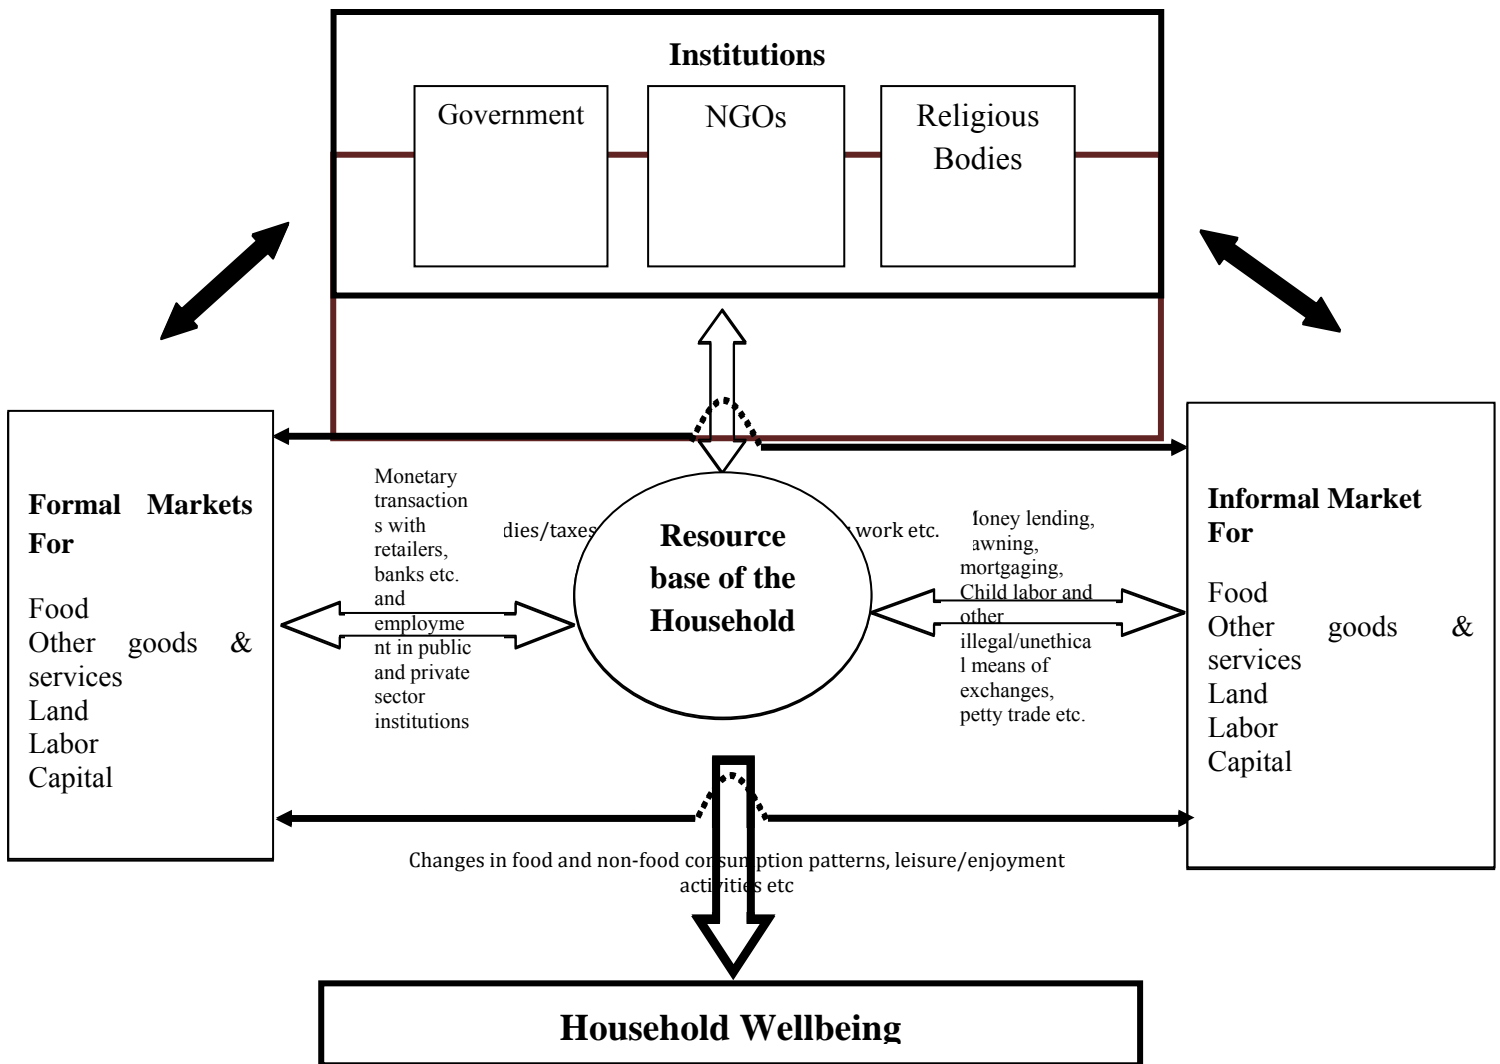 Institutions
Government
NGOs
Religious
Bodies
Formal Markets
For
Food
Other goods &
services
Land
Labor
Capital
Monetary
transaction
s with
retailers,
banks etc.
and
employme
nt in public
and private
sector
institutions
dies/taxes
Resource
base of the
Household
work etc.
oney lending,
awning,
mortgaging,
Child labor and
other
illegal/unethica
l means of
exchanges,
petty trade etc.
Informal Market
For
Food
Other goods &
services
Land
Labor
Capital
Changes in food and non-food consumption patterns, leisure/enjoyment
activities etc
Household Wellbeing